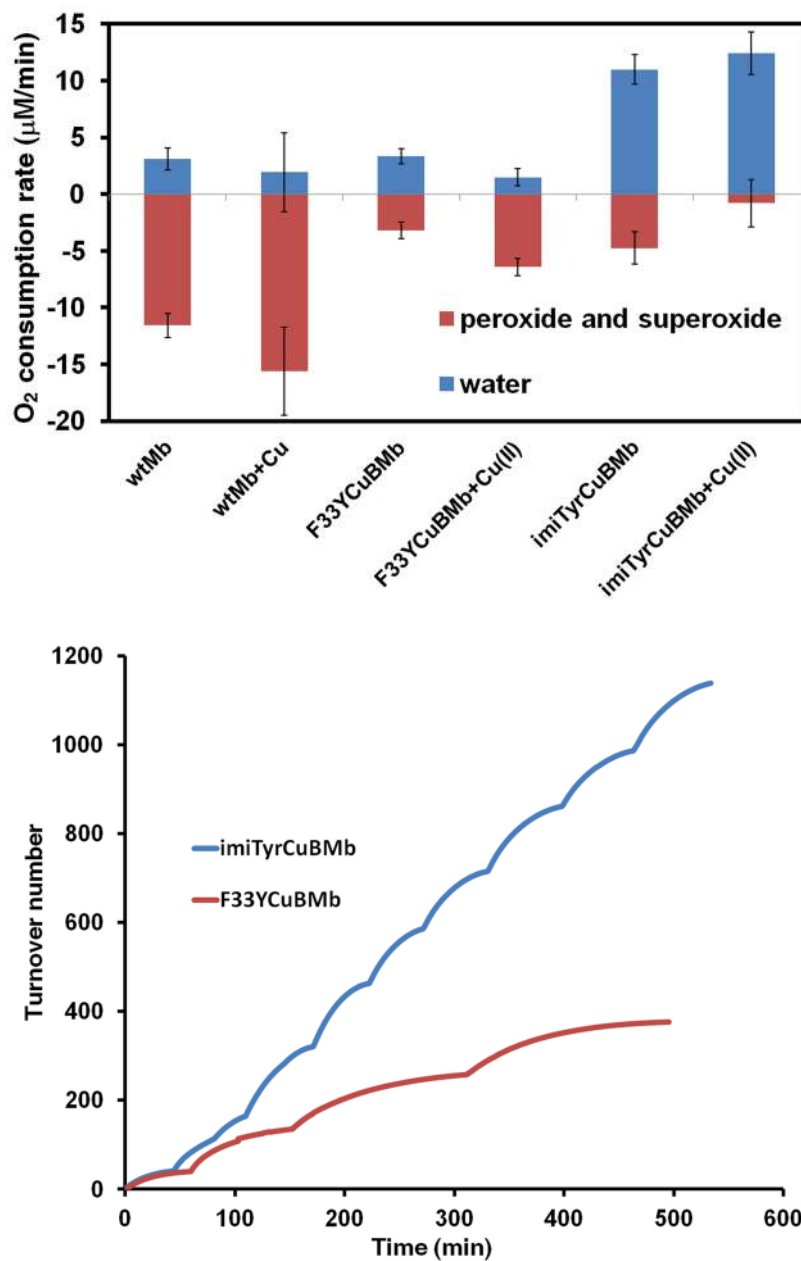 15
10
5
0
-5
-10
-15
-20
O₂ consumption rate (μM/min)
peroxide and superoxide
water
wtMb
wtMb+Cu
F33YCuBMb
F33YCuBMb+Cu(II)
imiTyrCuBMb
imiTyrCuBMb+Cu(II)
1200
1000
800
600
400
200
0
Turnover number
imiTyrCuBMb
F33YCuBMb
0 100 200 300 400 500 600
Time (min)